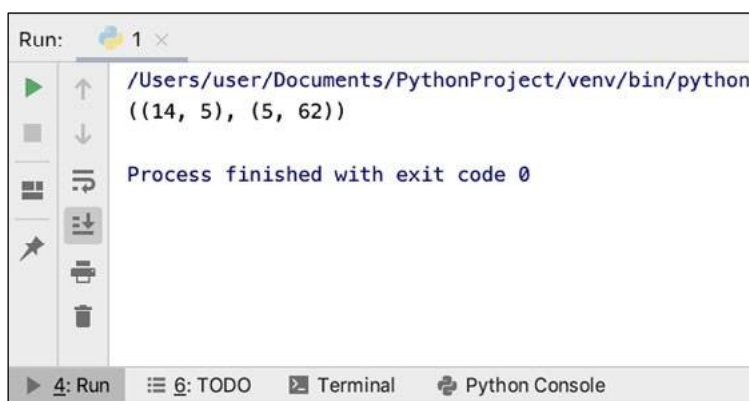 Run: 1 ×
/Users/user/Documents/PythonProject/venv/bin/python
((14, 5), (5, 62))
Process finished with exit code 0
4: Run 6: TODO Terminal Python Console